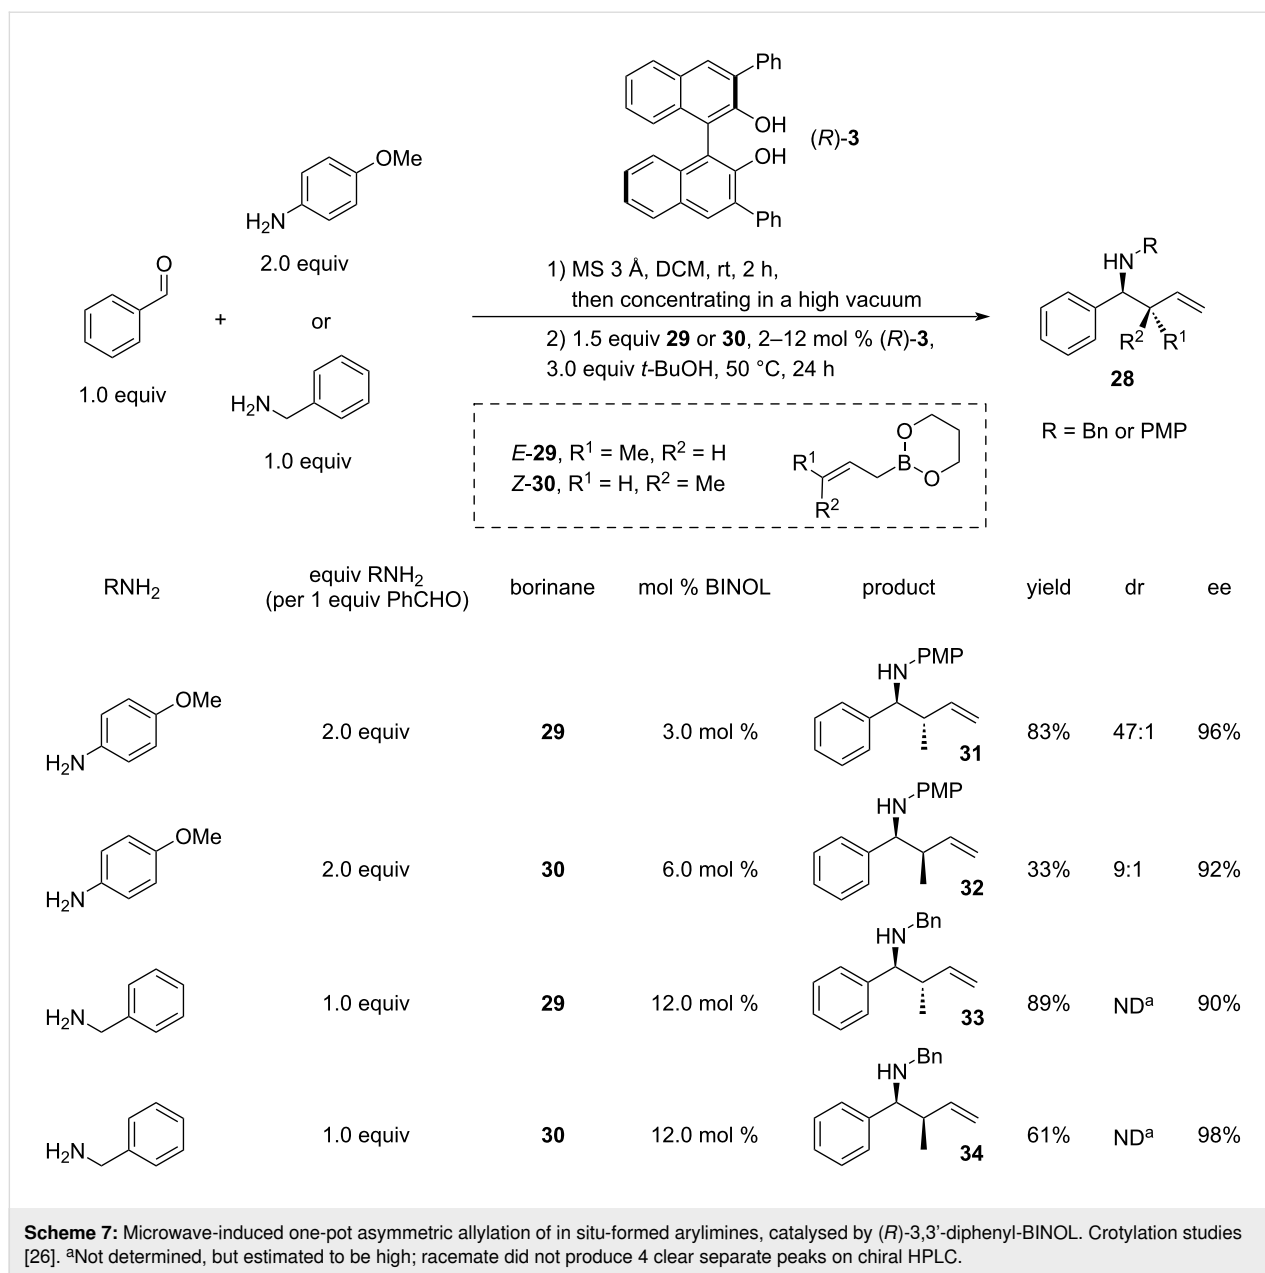 Ph
OH
OH
Ph
(R)-3
OMe
H2N
2.0 equiv
O
+
or
1.0 equiv
H2N
1.0 equiv
1) MS 3 Å, DCM, rt, 2 h,
then concentrating in a high vacuum
2) 1.5 equiv 29 or 30, 2–12 mol % (R)-3,
3.0 equiv t-BuOH, 50 °C, 24 h
E-29, R1 = Me, R2 = H
Z-30, R1 = H, R2 = Me
R1
R2
O
B
O
R
HN
R2 R1
28
R = Bn or PMP
RNH2 equiv RNH2 (per 1 equiv PhCHO) borinane mol % BINOL product yield dr ee
OMe
H2N
2.0 equiv 29 3.0 mol %
HN PMP
31
83% 47:1 96%
OMe
H2N
2.0 equiv 30 6.0 mol %
HN PMP
32
33% 9:1 92%
H2N
1.0 equiv 29 12.0 mol %
HN Bn
33
89% NDa 90%
H2N
1.0 equiv 30 12.0 mol %
HN Bn
34
61% NDa 98%
Scheme 7: Microwave-induced one-pot asymmetric allylation of in situ-formed arylimines, catalysed by (R)-3,3’-diphenyl-BINOL. Crotylation studies
[26]. aNot determined, but estimated to be high; racemate did not produce 4 clear separate peaks on chiral HPLC.